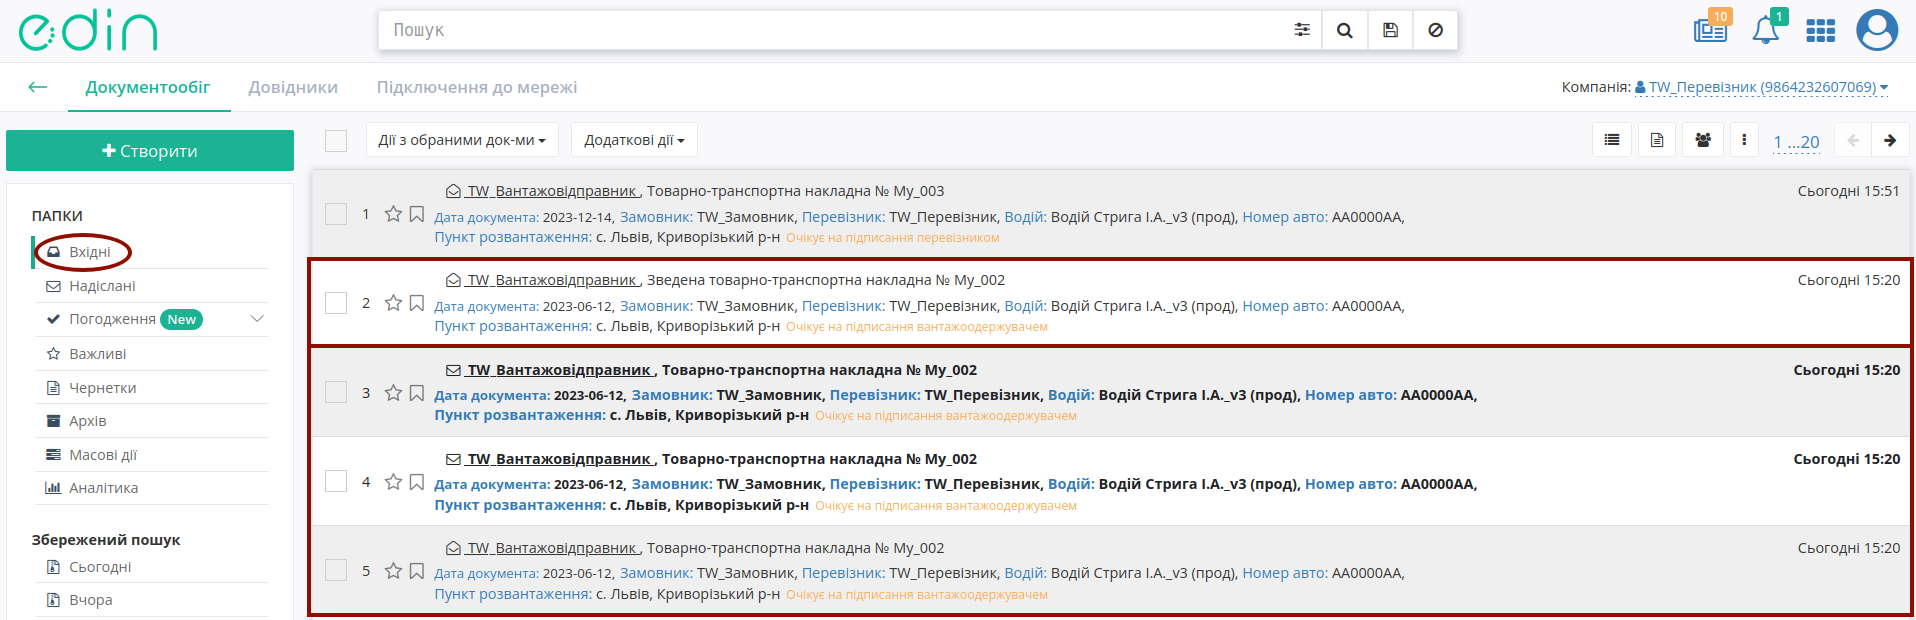 edin
Пошук
10
1
Документообіг Довідники Підключення до мережі
Компанія: TW_Перевізник (9864232607069)
Створити
Дії з обраними док-ми Додаткові дії
1 ...20
ПАПКИ
Вхідні
Надіслані
Погодження New
Важливі
Чернетки
Архів
Масові дії
Аналітика
Збережений пошук
Сьогодні
Вчора
TW_Вантажовідправник , Товарно-транспортна накладна № My_003 Сьогодні 15:51
1 Дата документа: 2023-12-14, Замовник: TW_Замовник, Перевізник: TW_Перевізник, Водій: Водій Стрига І.А._v3 (прод), Номер авто: АА0000АА,
Пункт розвантаження: с. Львів, Криворізький р-н Очікує на підписання перевізником
TW_Вантажовідправник , Зведена товарно-транспортна накладна № My_002 Сьогодні 15:20
2 Дата документа: 2023-06-12, Замовник: TW_Замовник, Перевізник: TW_Перевізник, Водій: Водій Стрига І.А._v3 (прод), Номер авто: АА0000АА,
Пункт розвантаження: с. Львів, Криворізький р-н Очікує на підписання вантажоодержувачем
TW_Вантажовідправник , Товарно-транспортна накладна № My_002 Сьогодні 15:20
3 Дата документа: 2023-06-12, Замовник: TW_Замовник, Перевізник: TW_Перевізник, Водій: Водій Стрига І.А._v3 (прод), Номер авто: АА0000АА,
Пункт розвантаження: с. Львів, Криворізький р-н Очікує на підписання вантажоодержувачем
TW_Вантажовідправник , Товарно-транспортна накладна № My_002 Сьогодні 15:20
4 Дата документа: 2023-06-12, Замовник: TW_Замовник, Перевізник: TW_Перевізник, Водій: Водій Стрига І.А._v3 (прод), Номер авто: АА0000АА,
Пункт розвантаження: с. Львів, Криворізький р-н Очікує на підписання вантажоодержувачем
TW_Вантажовідправник , Товарно-транспортна накладна № My_002 Сьогодні 15:20
5 Дата документа: 2023-06-12, Замовник: TW_Замовник, Перевізник: TW_Перевізник, Водій: Водій Стрига І.А._v3 (прод), Номер авто: АА0000АА,
Пункт розвантаження: с. Львів, Криворізький р-н Очікує на підписання вантажоодержувачем